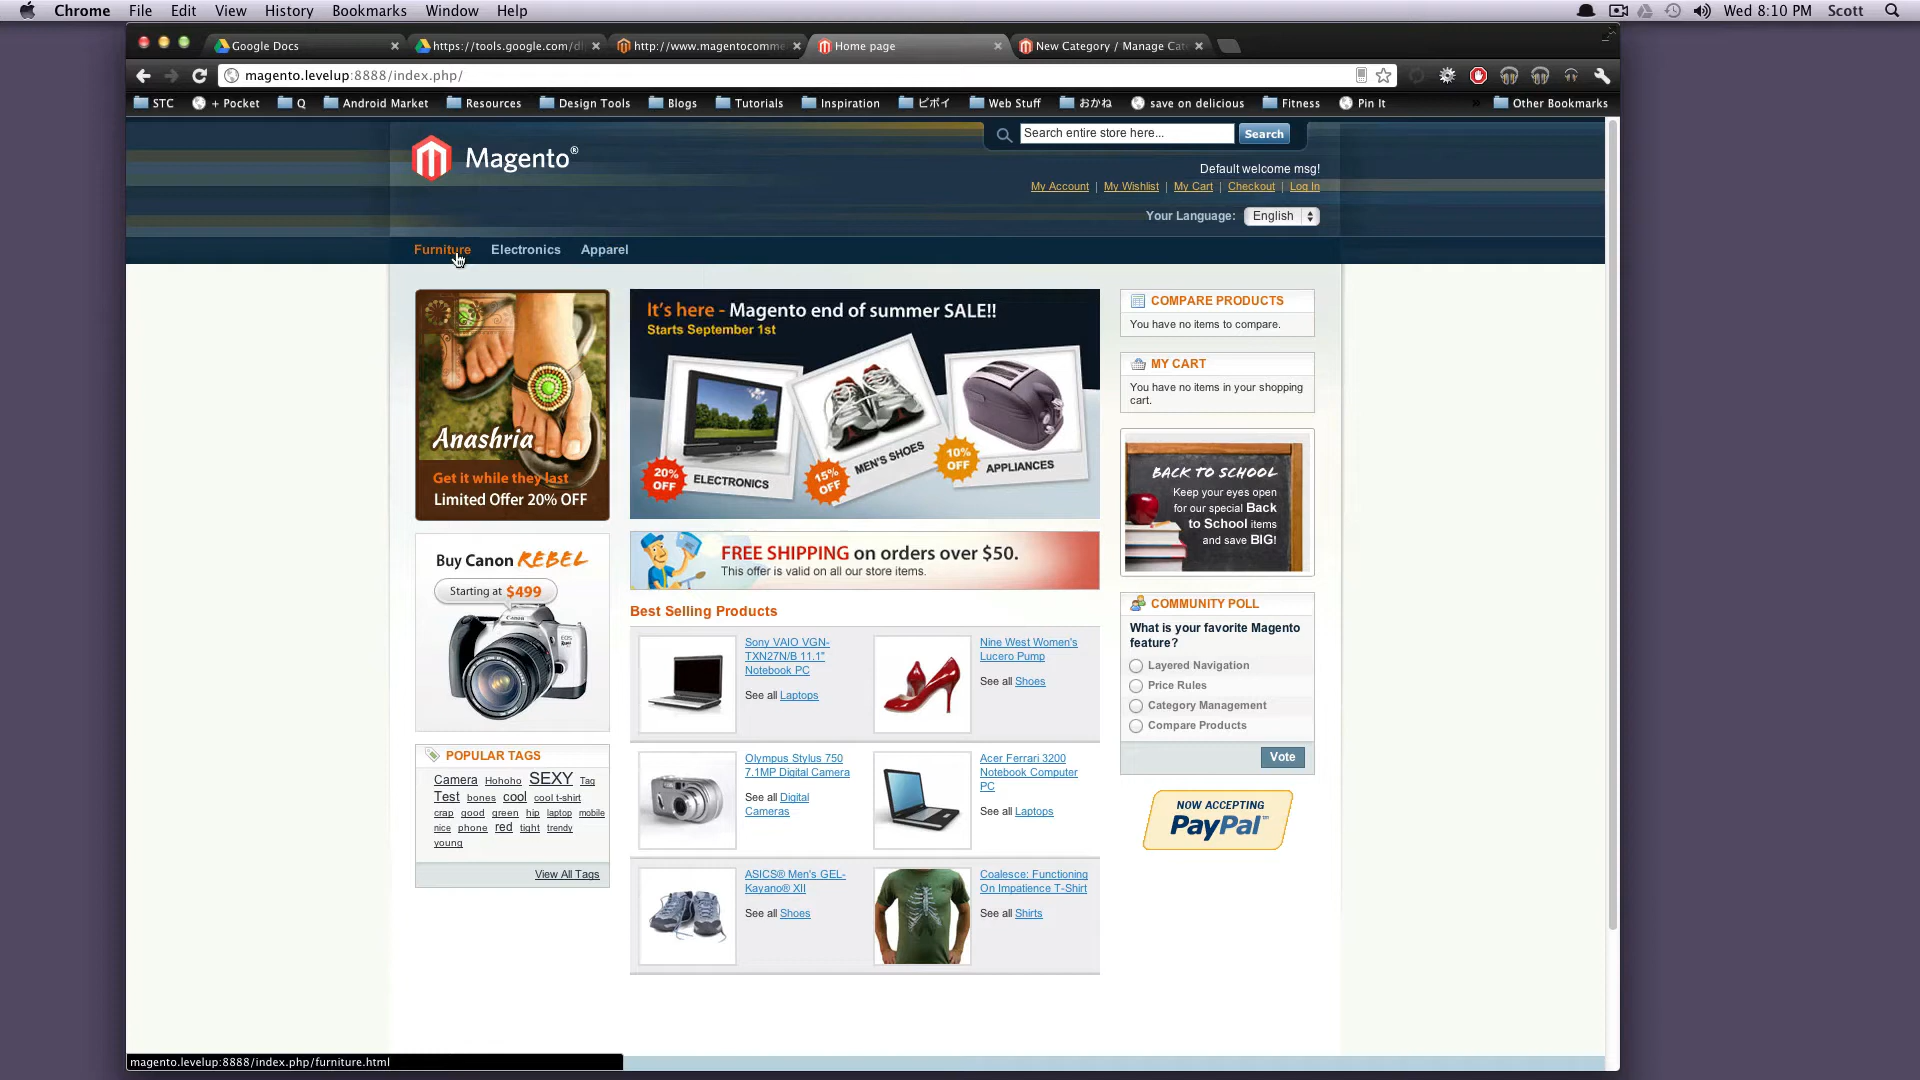 Chrome File Edit View History Bookmarks Window Help Wed 8:10 PM Scott
Google Docs https://tools.google.com/dl http://www.magentocomme Home page New Category / Manage Cat
magento.levelup:8888/index.php/
STC + Pocket Q Android Market Resources Design Tools Blogs Tutorials Inspiration ビボイ Web Stuff おかね save on delicious Fitness Pin It » Other Bookmarks
Magento®
Search entire store here... Search
Default welcome msg!
My Account | My Wishlist | My Cart | Checkout | Log In
Your Language: English
Furniture Electronics Apparel
Anashria
Get it while they last
Limited Offer 20% OFF
Buy Canon REBEL
Starting at $499
Canon
EOS
POPULAR TAGS
Camera Hohoho SEXY Tag
Test bones cool cool t-shirt
crap good green hip laptop mobile
nice phone red tight trendy
young
View All Tags
It's here - Magento end of summer SALE!!
Starts September 1st
20% OFF ELECTRONICS
15% OFF MEN'S SHOES
10% OFF APPLIANCES
FREE SHIPPING on orders over $50.
This offer is valid on all our store items.
Best Selling Products
Sony VAIO VGN-
TXN27N/B 11.1"
Notebook PC
See all Laptops
Nine West Women's
Lucero Pump
See all Shoes
Olympus Stylus 750
7.1MP Digital Camera
See all Digital
Cameras
Acer Ferrari 3200
Notebook Computer
PC
See all Laptops
ASICS® Men's GEL-
Kayano® XII
See all Shoes
Coalesce: Functioning
On Impatience T-Shirt
See all Shirts
COMPARE PRODUCTS
You have no items to compare.
MY CART
You have no items in your shopping
cart.
BACK TO SCHOOL
Keep your eyes open
for our special Back
to School items
and save BIG!
COMMUNITY POLL
What is your favorite Magento
feature?
Layered Navigation
Price Rules
Category Management
Compare Products
Vote
NOW ACCEPTING
PayPal™
magento.levelup:8888/index.php/furniture.html